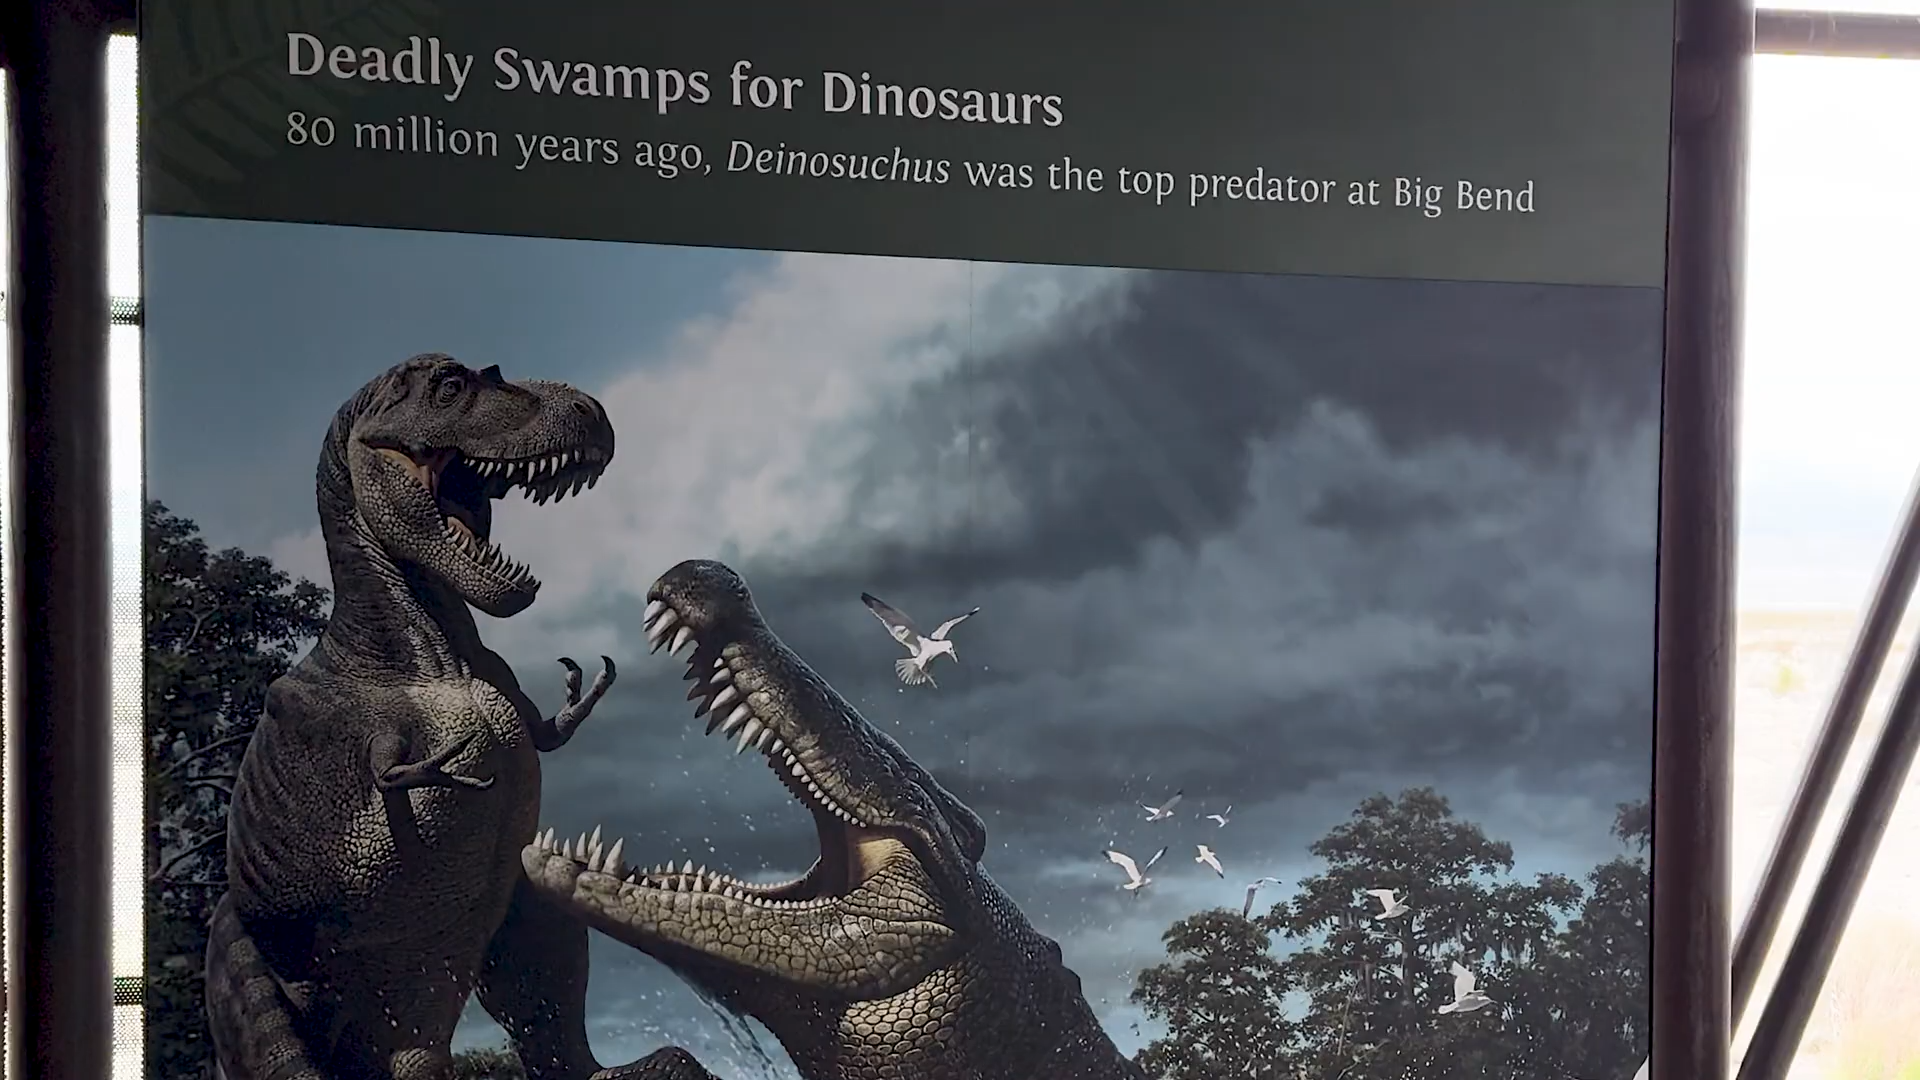 Deadly Swamps for Dinosaurs
80 million years ago, Deinosuchus was the top predator at Big Bend